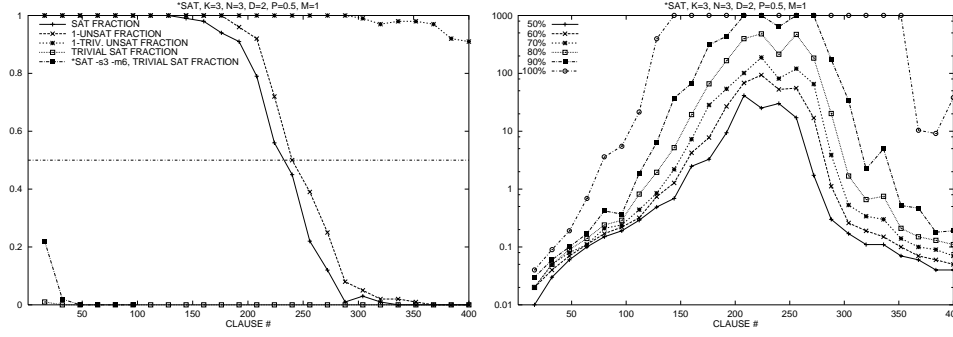 *SAT, K=3, N=3, D=2, P=0.5, M=1
1
0.8
0.6
0.4
0.2
0
SAT FRACTION
1-UNSAT FRACTION
1-TRIV. UNSAT FRACTION
TRIVIAL SAT FRACTION
*SAT -s3 -m6, TRIVIAL SAT FRACTION
50 100 150 200 250 300 350 400
CLAUSE #
*SAT, K=3, N=3, D=2, P=0.5, M=1
1000
100
10
1
0.1
0.01
50%
60%
70%
80%
90%
100%
50 100 150 200 250 300 350 400
CLAUSE #